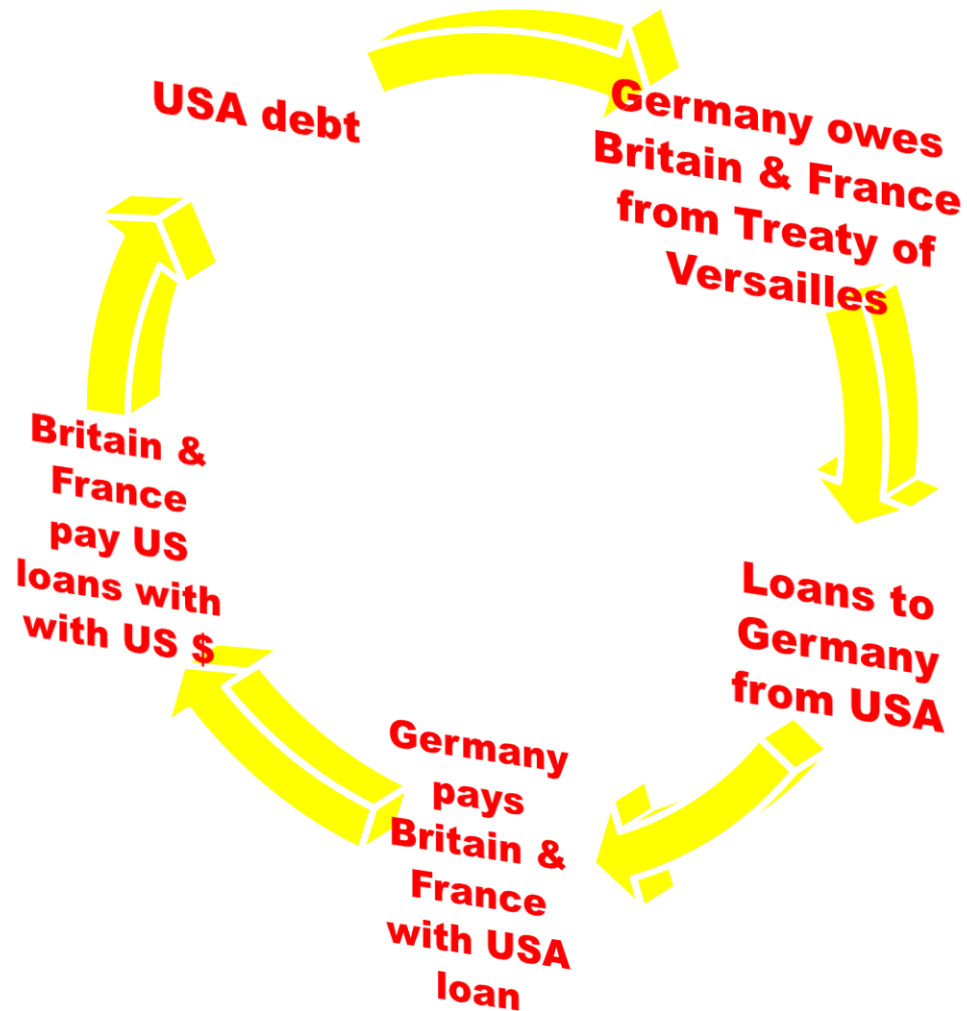 USA debt
Germany owes
Britain & France
from Treaty of
Versailles
Loans to
Germany
from USA
Germany
pays
Britain &
France
with USA
loan
Britain &
France
pay US
loans with
with US $